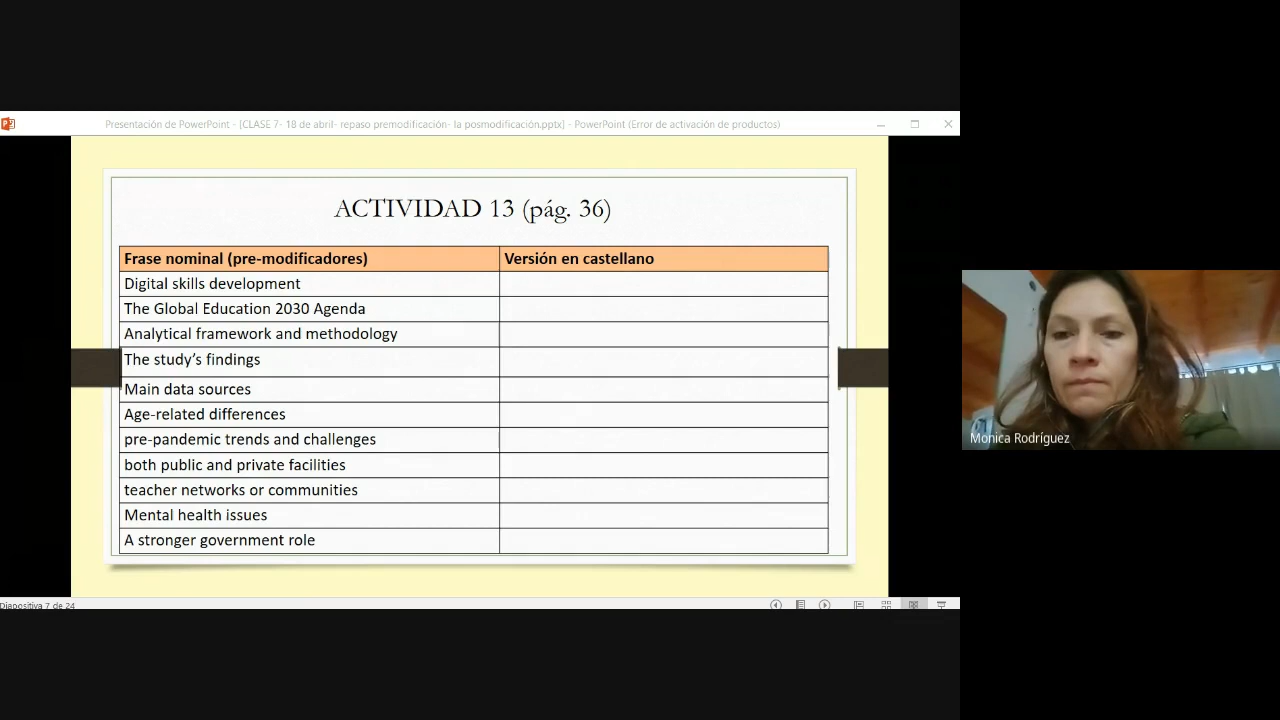 Presentación de PowerPoint - [CLASE 7- 18 de abril- repaso premodificación- la posmodificación.pptx] - PowerPoint (Error de activación de productos)
ACTIVIDAD 13 (pág. 36)
Frase nominal (pre-modificadores) Versión en castellano
Digital skills development
The Global Education 2030 Agenda
Analytical framework and methodology
The study's findings
Main data sources
Age-related differences
pre-pandemic trends and challenges
both public and private facilities
teacher networks or communities
Mental health issues
A stronger government role
Diapositiva 7 de 24
Monica Rodríguez